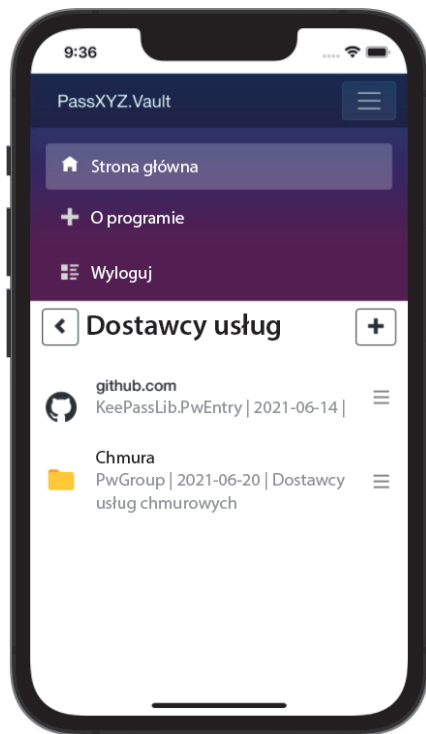 9:36
PassXYZ.Vault
Strona główna
O programie
Wyloguj
Dostawcy usług
github.com
KeePassLib.PwEntry | 2021-06-14 |
Chmura
PwGroup | 2021-06-20 | Dostawcy
usług chmurowych